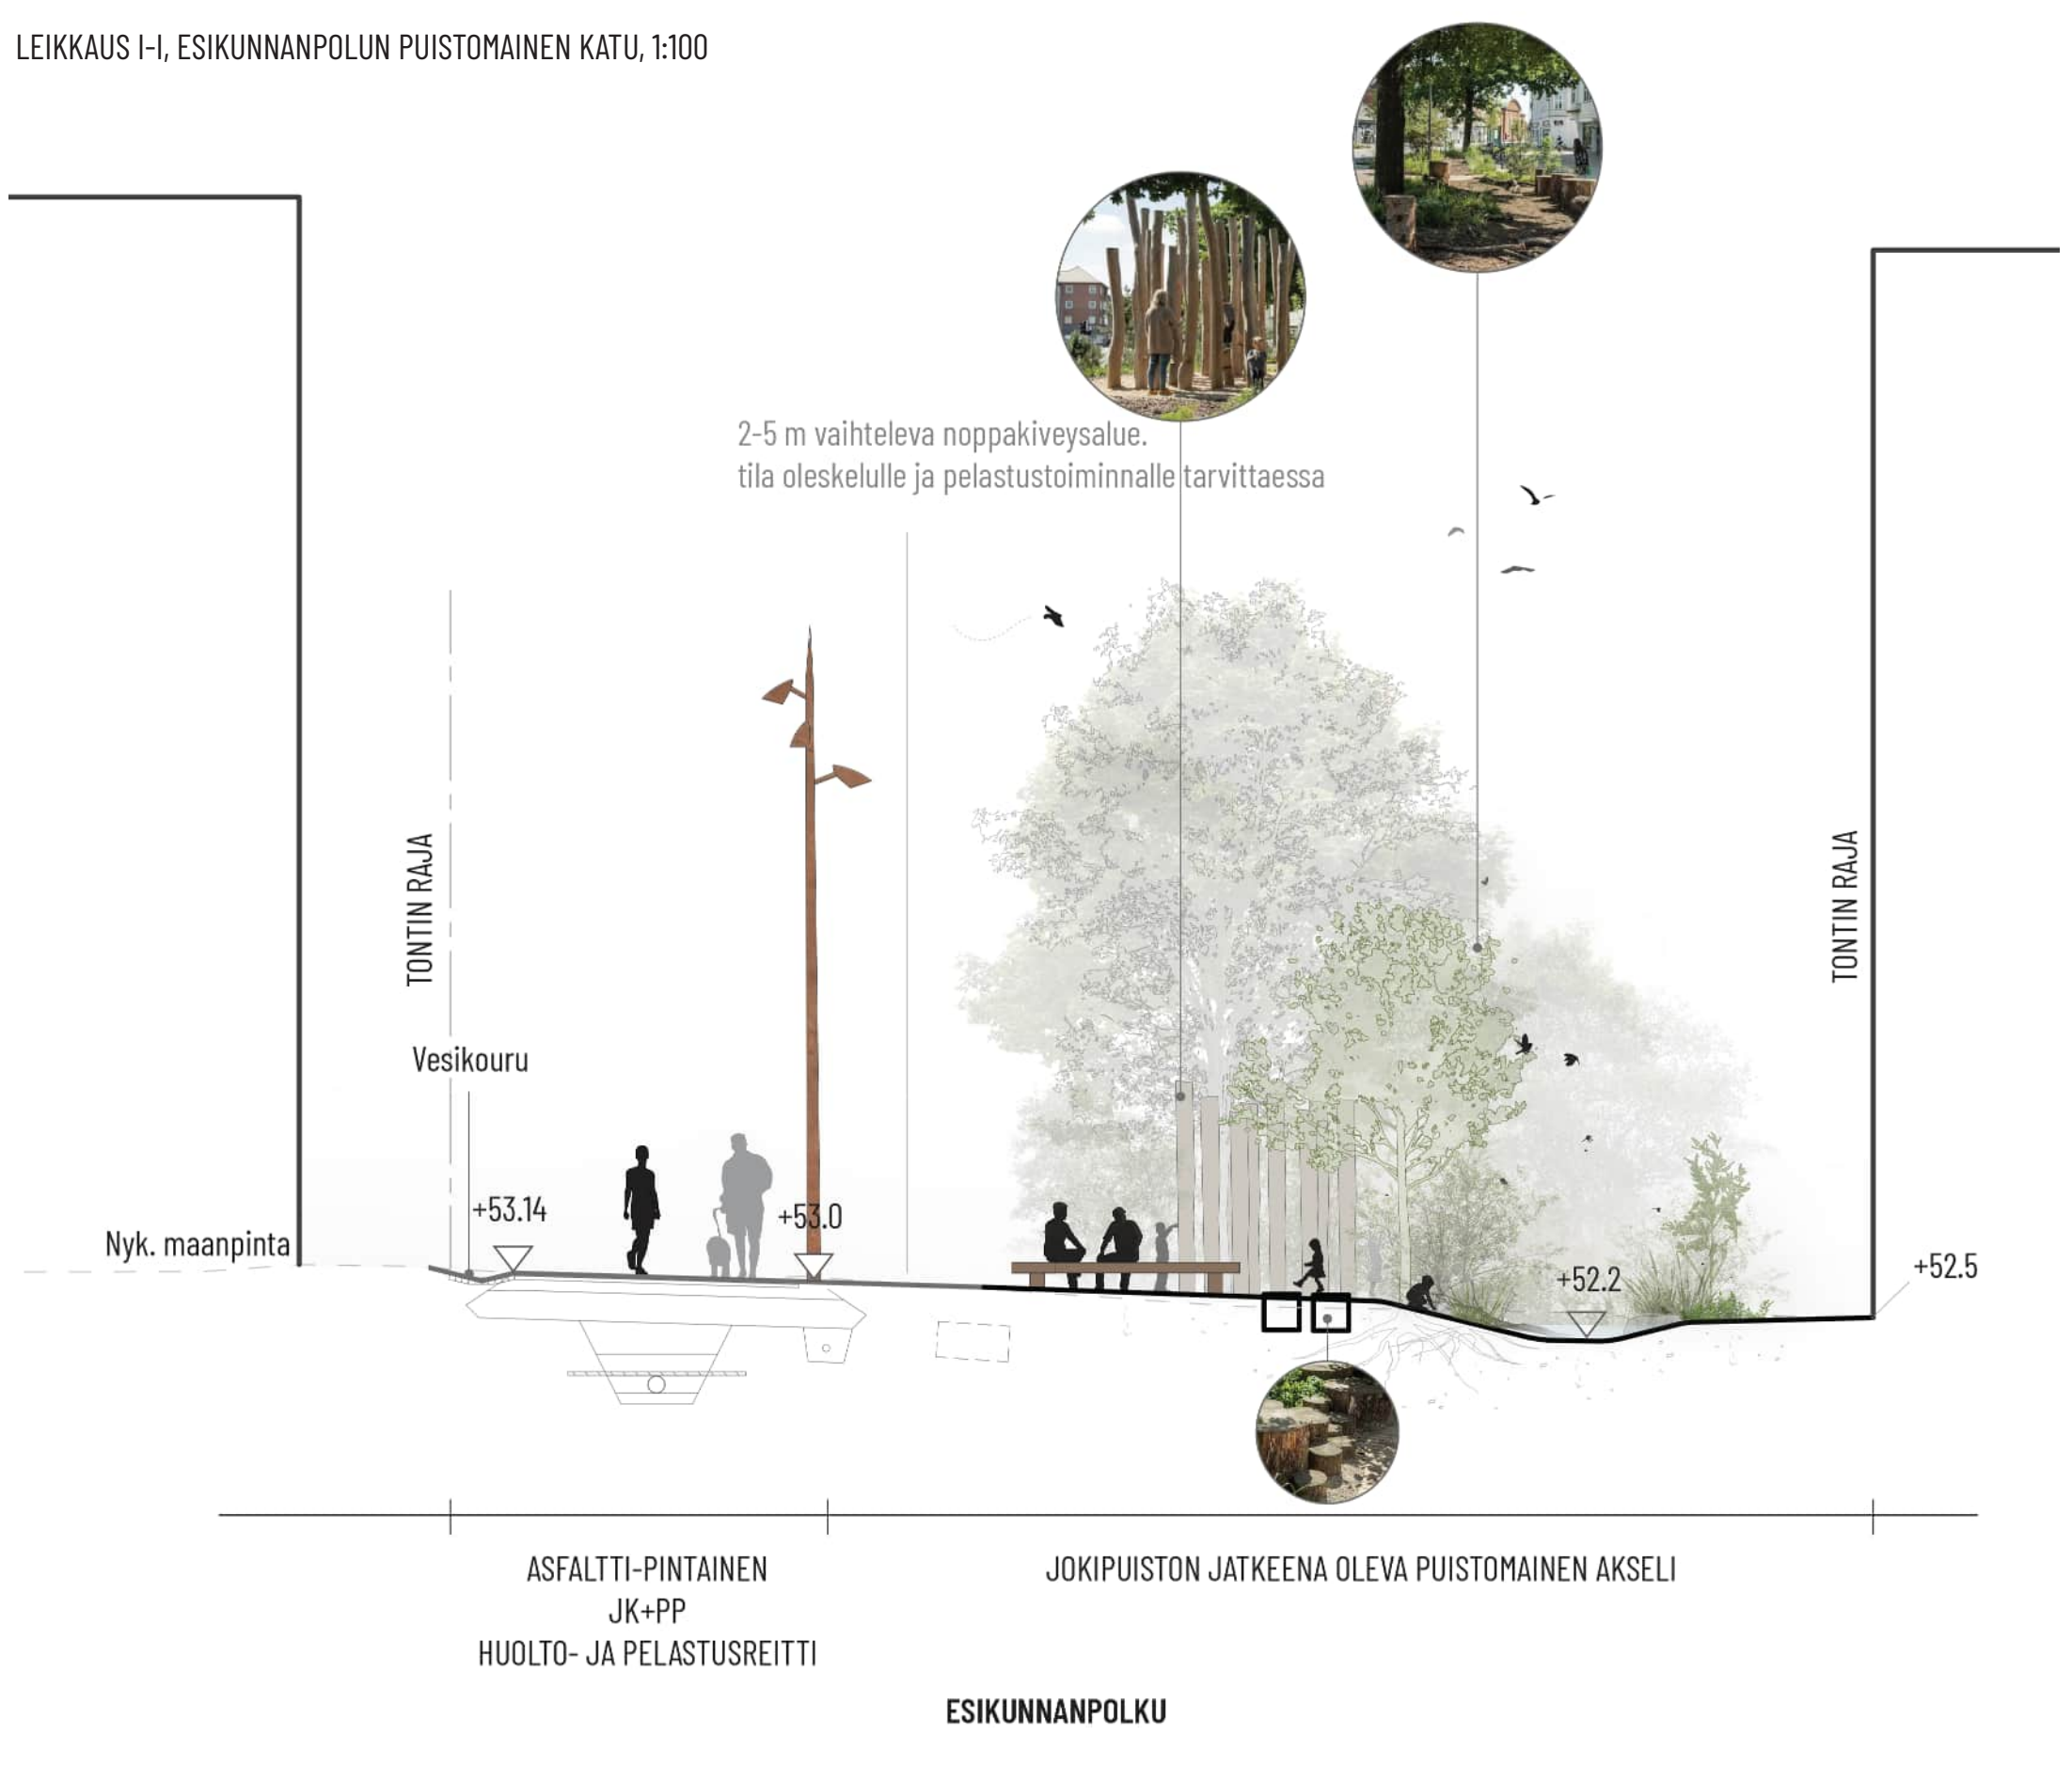 LEIKKAUS I-I, ESIKUNNANPOLUN PUISTOMAINEN KATU, 1:100
2-5 m vaihteleva noppakiveysalue.
tila oleskelulle ja pelastustoiminnalle tarvittaessa
TONTIN RAJA
TONTIN RAJA
Vesikouru
+53.14
+53.0
Nyk. maanpinta
+52.2
+52.5
ASFALTTI-PINTAINEN
JK+PP
HUOLTO- JA PELASTUSREITTI
JOKIPUISTON JATKEENA OLEVA PUISTOMAINEN AKSELI
ESIKUNNANPOLKU